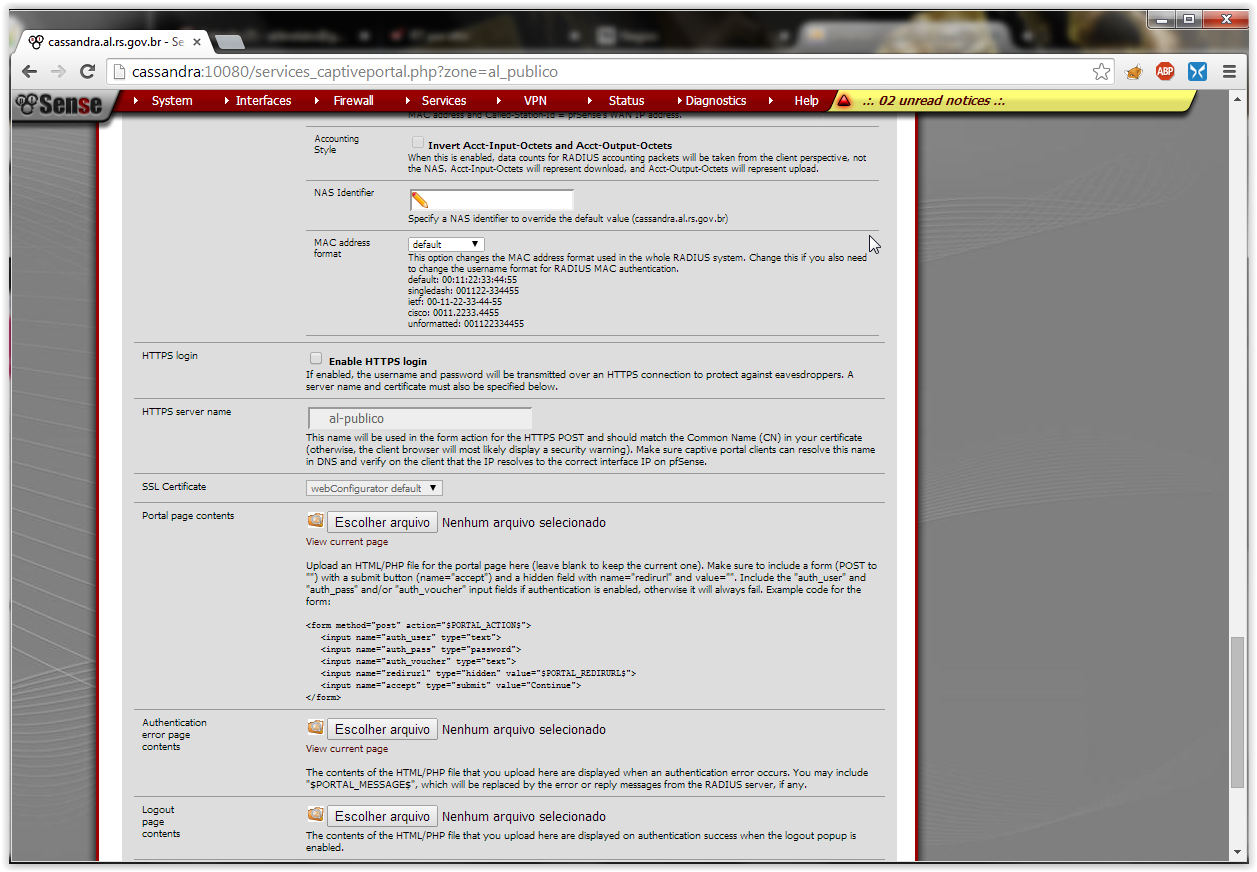 cassandra.al.rs.gov.br - Se
cassandra:10080/services_captiveportal.php?zone=al_publico
ABP
Sense
System
Interfaces
Firewall
Services
VPN
Status
Diagnostics
Help
.:. 02 unread notices .:.
MAC address and Called-Station-Id = pfSense's WAN IP address.
Accounting
Style
Invert Acct-Input-Octets and Acct-Output-Octets
When this is enabled, data counts for RADIUS accounting packets will be taken from the client perspective, not
the NAS. Acct-Input-Octets will represent download, and Acct-Output-Octets will represent upload.
NAS Identifier
Specify a NAS identifier to override the default value (cassandra.al.rs.gov.br)
MAC address
format
default
This option changes the MAC address format used in the whole RADIUS system. Change this if you also need
to change the username format for RADIUS MAC authentication.
default: 00:11:22:33:44:55
singledash: 001122-334455
ietf: 00-11-22-33-44-55
cisco: 0011.2233.4455
unformatted: 001122334455
HTTPS login
Enable HTTPS login
If enabled, the username and password will be transmitted over an HTTPS connection to protect against eavesdroppers. A
server name and certificate must also be specified below.
HTTPS server name
al-publico
This name will be used in the form action for the HTTPS POST and should match the Common Name (CN) in your certificate
(otherwise, the client browser will most likely display a security warning). Make sure captive portal clients can resolve this name
in DNS and verify on the client that the IP resolves to the correct interface IP on pfSense.
SSL Certificate
webConfigurator default
Portal page contents
Escolher arquivo Nenhum arquivo selecionado
View current page
Upload an HTML/PHP file for the portal page here (leave blank to keep the current one). Make sure to include a form (POST to
"") with a submit button (name="accept") and a hidden field with name="redirurl" and value="". Include the "auth_user" and
"auth_pass" and/or "auth_voucher" input fields if authentication is enabled, otherwise it will always fail. Example code for the
form:
<form method="post" action="$PORTAL_ACTION$">
<input name="auth_user" type="text">
<input name="auth_pass" type="password">
<input name="auth_voucher" type="text">
<input name="redirurl" type="hidden" value="$PORTAL_REDIRURL$">
<input name="accept" type="submit" value="Continue">
</form>
Authentication
error page
contents
Escolher arquivo Nenhum arquivo selecionado
View current page
The contents of the HTML/PHP file that you upload here are displayed when an authentication error occurs. You may include
"$PORTAL_MESSAGE$", which will be replaced by the error or reply messages from the RADIUS server, if any.
Logout
page
contents
Escolher arquivo Nenhum arquivo selecionado
The contents of the HTML/PHP file that you upload here are displayed on authentication success when the logout popup is
enabled.